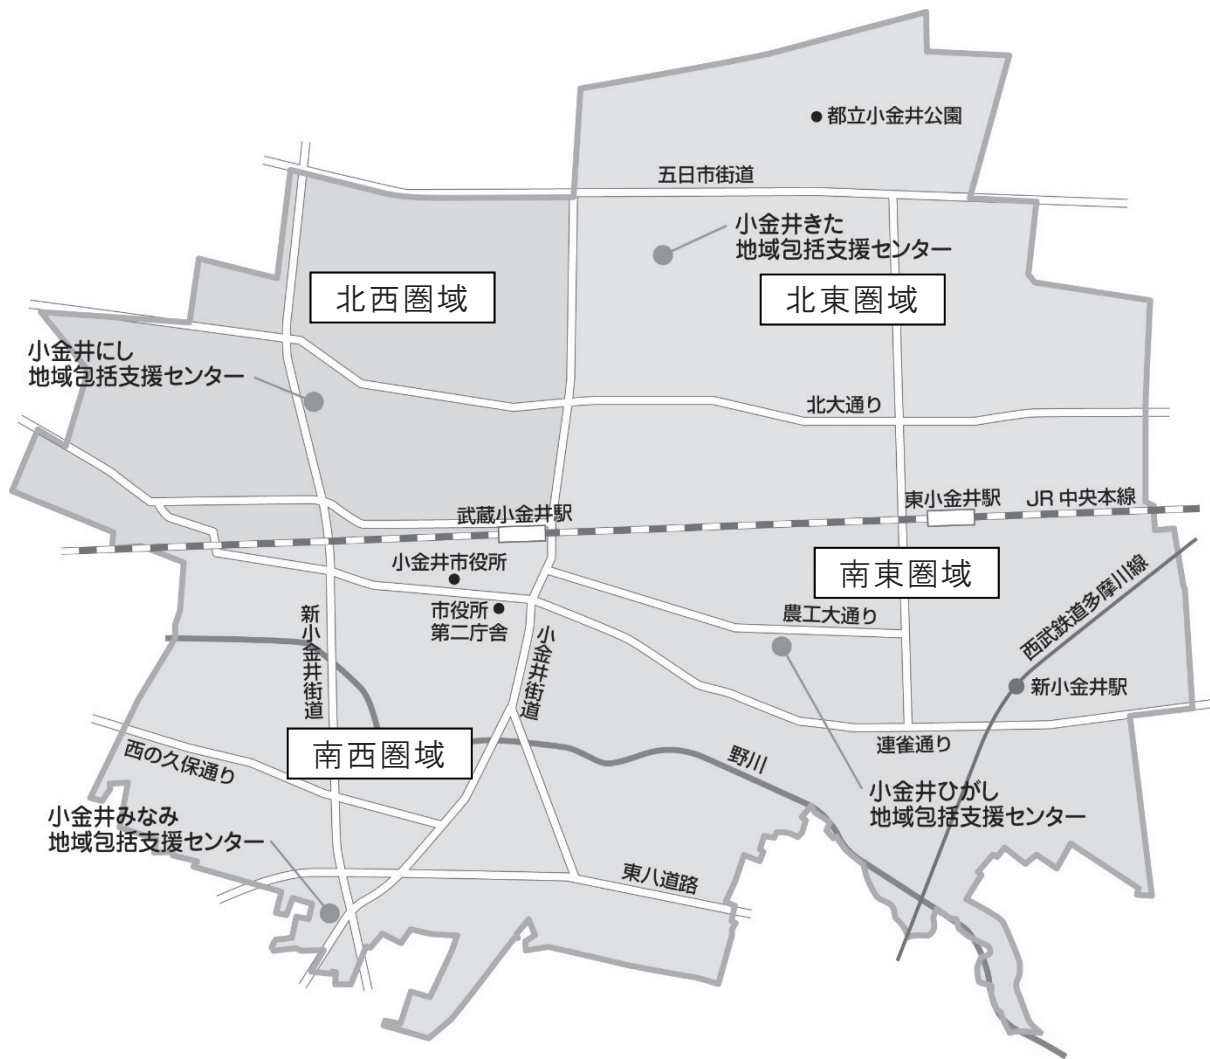 都立小金井公園
五日市街道
小金井きた
地域包括支援センター
北西圏域
北東圏域
小金井にし
地域包括支援センター
北大通り
武蔵小金井駅
東小金井駅
JR中央本線
小金井市役所
南東圏域
市役所
第二庁舎
新小金井街道
小金井街道
農工大通り
西武鉄道多摩川線
新小金井駅
南西圏域
西の久保通り
連雀通り
野川
小金井ひがし
地域包括支援センター
小金井みなみ
地域包括支援センター
東八道路